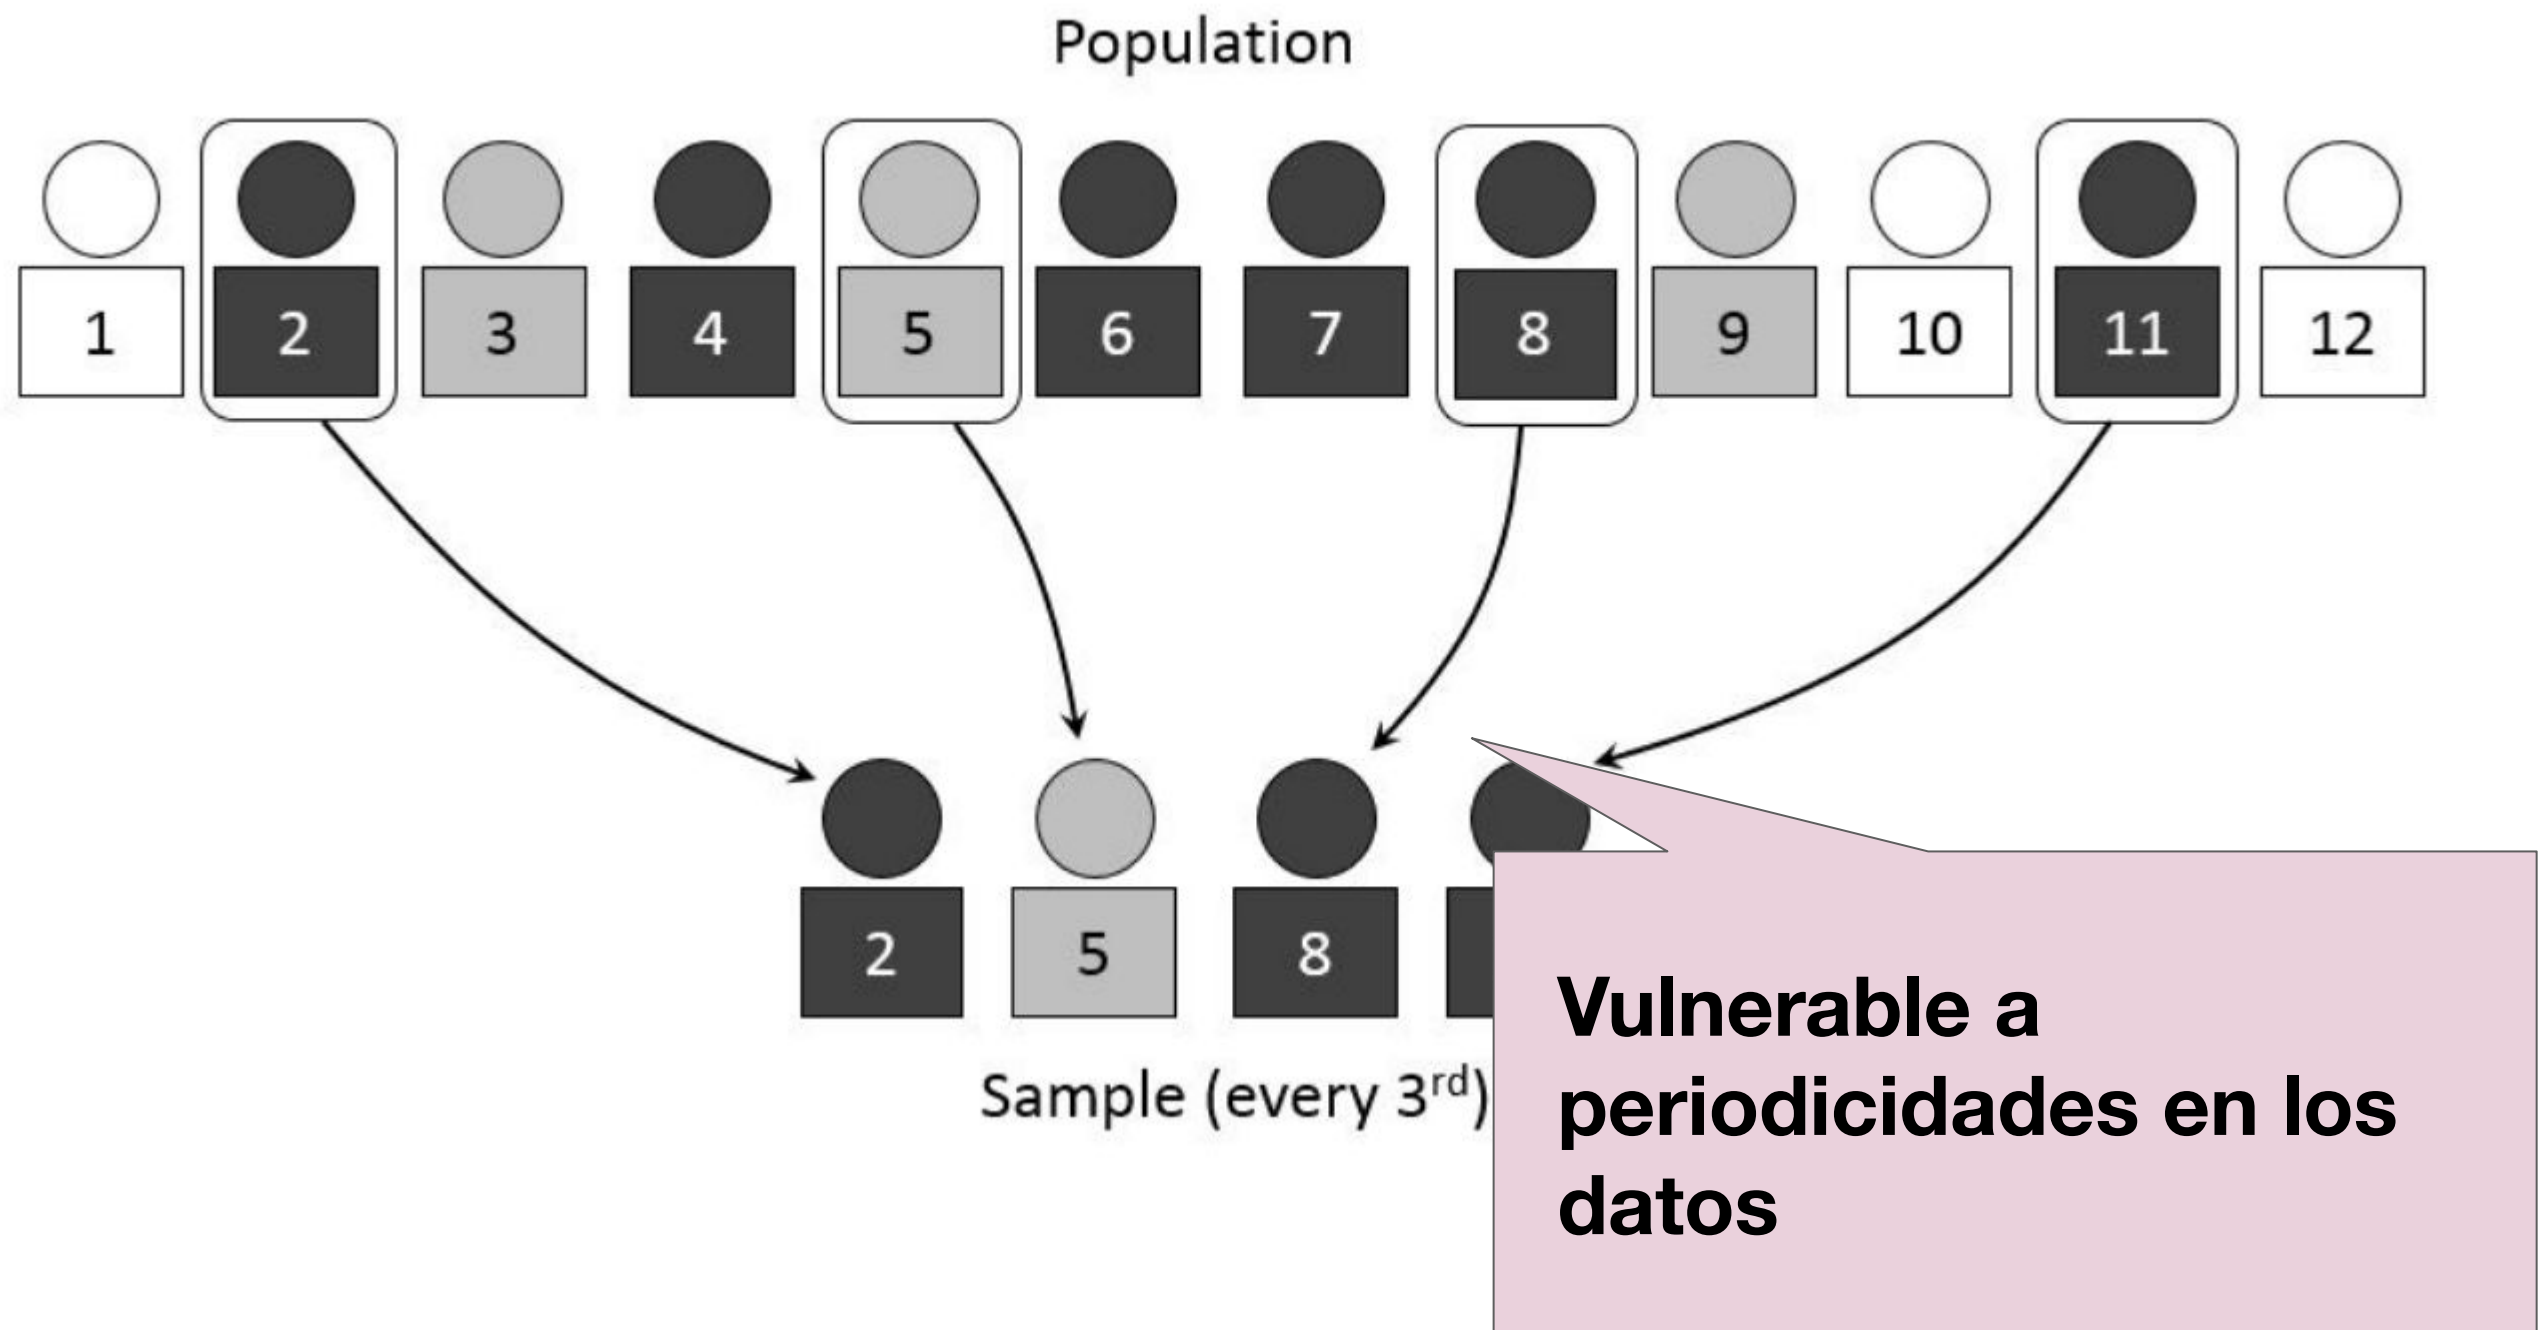 Population
1 2 3 4 5 6 7 8 9 10 11 12
2 5 8
Sample (every 3rd)
Vulnerable a
periodicidades en los
datos